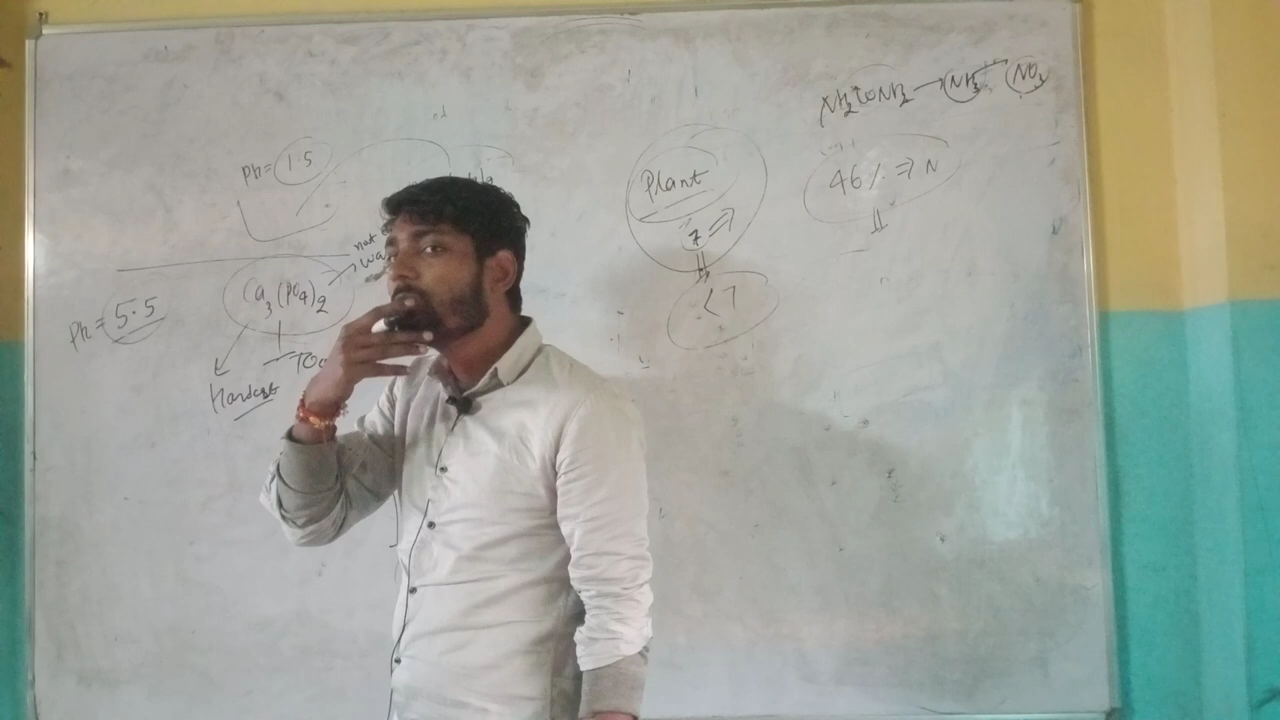 Ph = 1.5
Ph = 5.5
Ca3(PO4)2
not
Hardest
Plant
7 ⇒
< 7
NH2CONH2 → NH3 NO3
46% ⇒ N